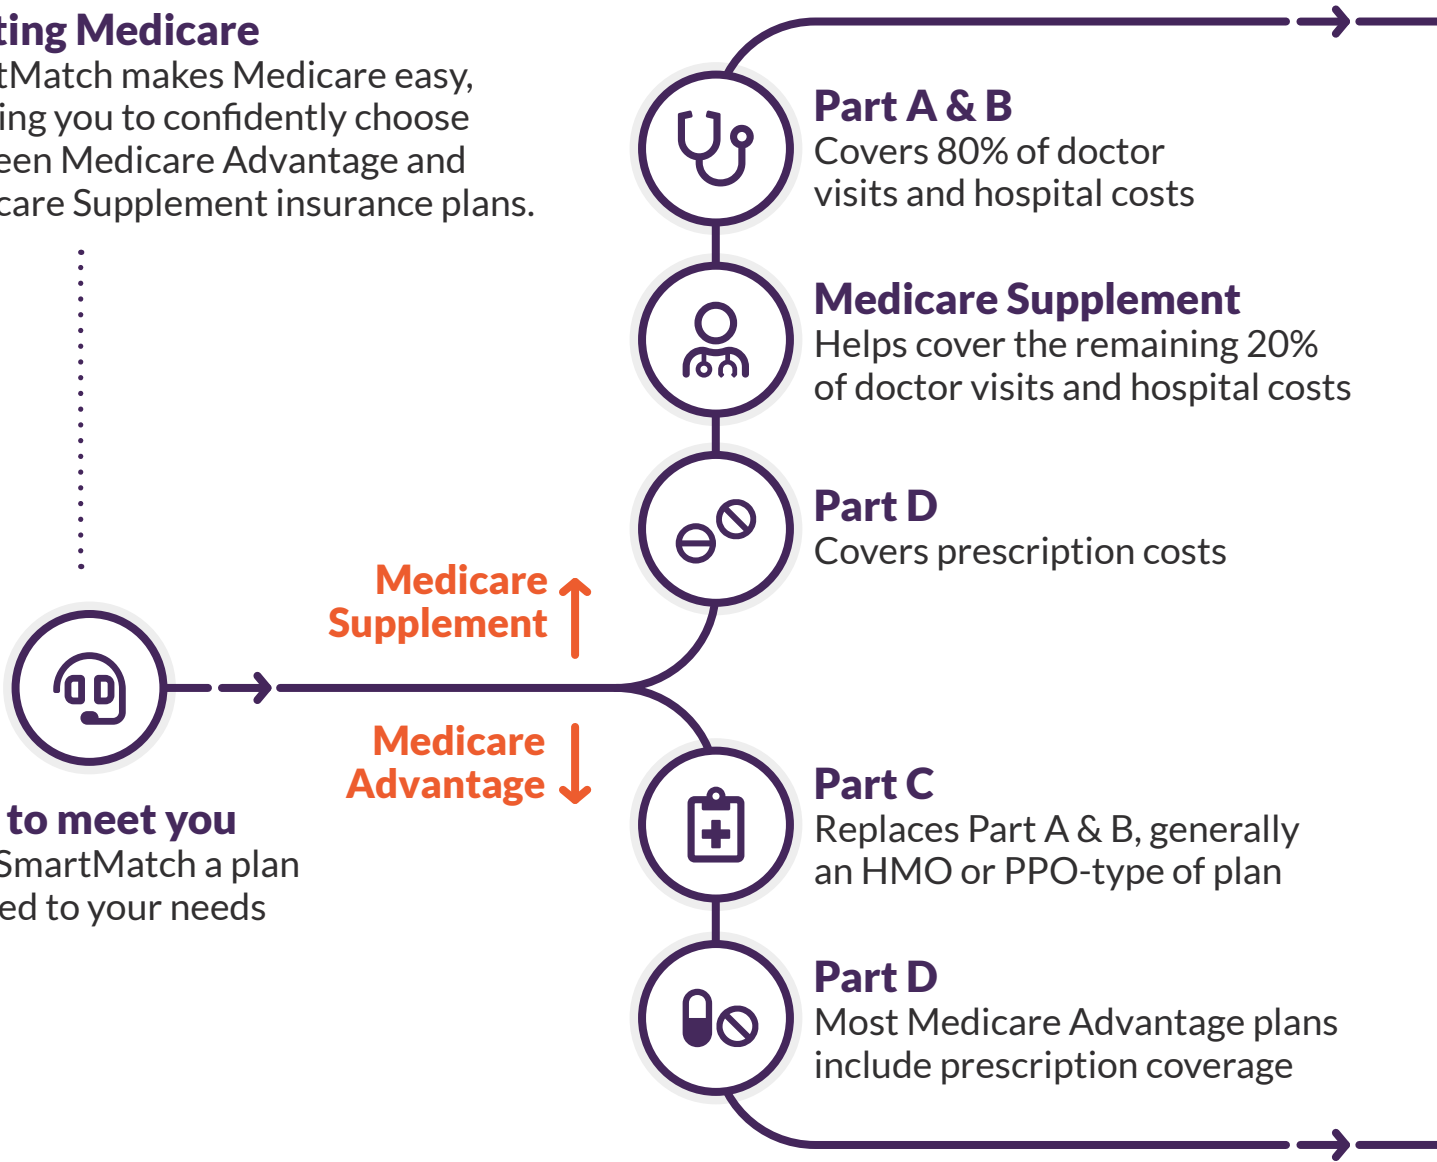 ting Medicare
tMatch makes Medicare easy,
ing you to confidently choose
een Medicare Advantage and
care Supplement insurance plans.
Part A & B
Covers 80% of doctor
visits and hospital costs
Medicare Supplement
Helps cover the remaining 20%
of doctor visits and hospital costs
Part D
Covers prescription costs
Medicare
Supplement
Medicare
Advantage
to meet you
SmartMatch a plan
ed to your needs
Part C
Replaces Part A & B, generally
an HMO or PPO-type of plan
Part D
Most Medicare Advantage plans
include prescription coverage